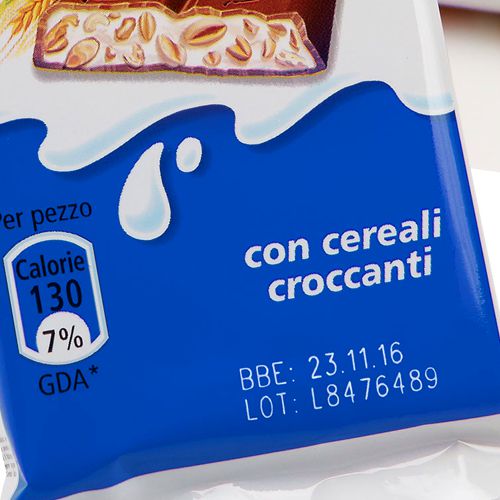 Per pezzo
Calorie
130
7%
GDA*
con cereali
croccanti
BBE: 23.11.16
LOT: L8476489